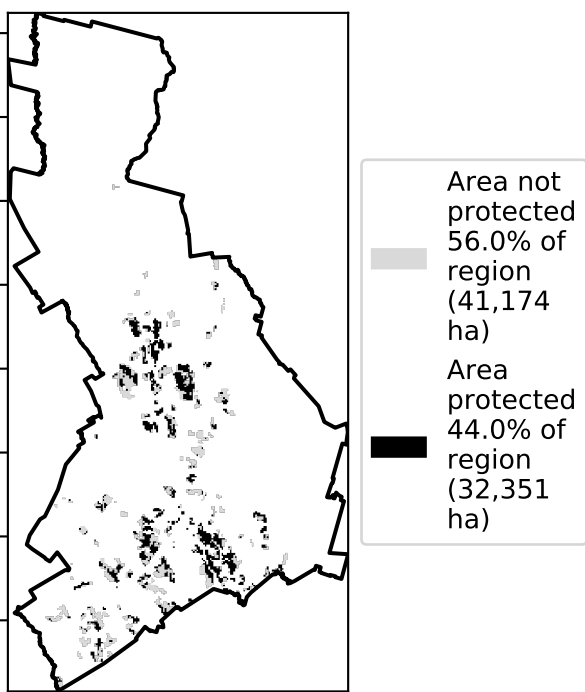 Area not
protected
56.0% of
region
(41,174
ha)
Area
protected
44.0% of
region
(32,351
ha)